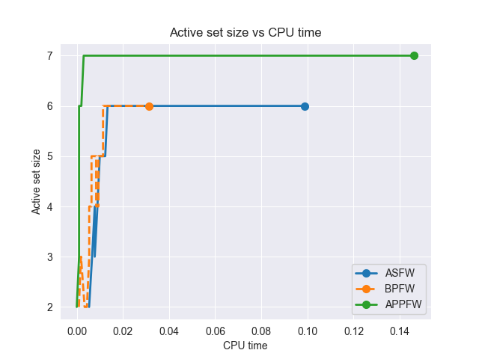 Active set size vs CPU time
7
6
5
4
3
2
Active set size
0.00 0.02 0.04 0.06 0.08 0.10 0.12 0.14
CPU time
ASFW
BPFW
APPFW